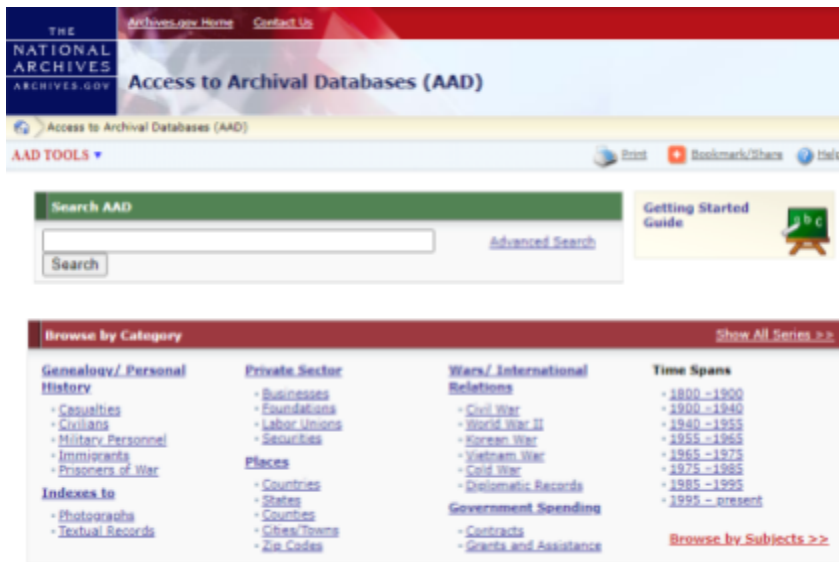 Archives.gov Home Contact Us
THE
NATIONAL
ARCHIVES
ARCHIVES.GOV
Access to Archival Databases (AAD)
Access to Archival Databases (AAD)
AAD TOOLS ▼
Print Bookmark/Share Help
Search AAD
Advanced Search
Search
Getting Started
Guide
a b c
Browse by Category Show All Series >>
Genealogy/ Personal
History
Casualties
Civilians
Military Personnel
Immigrants
Prisoners of War
Indexes to
Photographs
Textual Records
Private Sector
Businesses
Foundations
Labor Unions
Securities
Places
Countries
States
Counties
Cities/Towns
Zip Codes
Wars/ International
Relations
Civil War
World War II
Korean War
Vietnam War
Cold War
Diplomatic Records
Government Spending
Contracts
Grants and Assistance
Time Spans
1800 -1900
1900 -1940
1940 -1955
1955 -1965
1965 -1975
1975 -1985
1985 -1995
1995 - present
Browse by Subjects >>